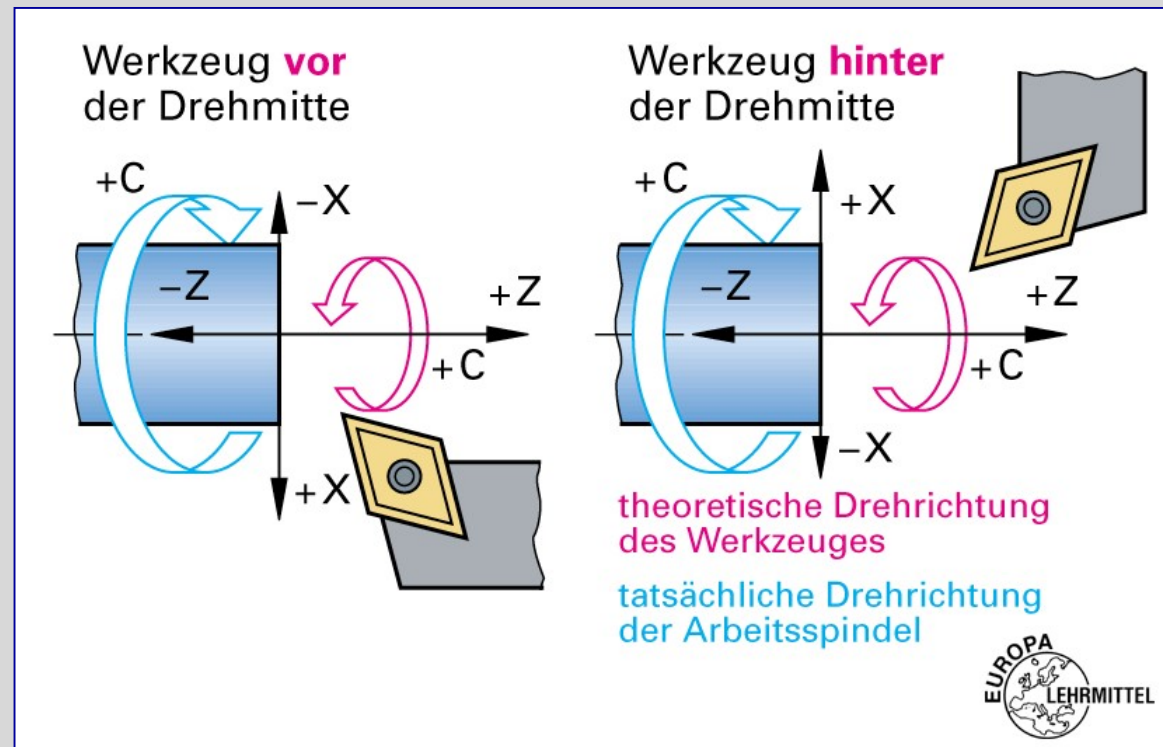 Werkzeug vor
der Drehmitte
+C
–X
–Z
+Z
+C
+X
Werkzeug hinter
der Drehmitte
+C
+X
–Z
+Z
+C
–X
theoretische Drehrichtung
des Werkzeuges
tatsächliche Drehrichtung
der Arbeitsspindel
EUROPA
LEHRMITTEL